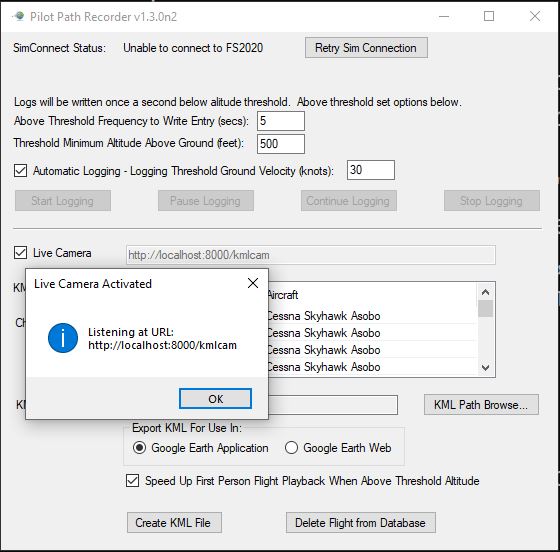 Pilot Path Recorder v1.3.0n2
SimConnect Status: Unable to connect to FS2020 Retry Sim Connection
Logs will be written once a second below alitude threshold. Above threshold set options below.
Above Threshold Frequency to Write Entry (secs): 5
Threshold Minimum Altitude Above Ground (feet): 500
Automatic Logging - Logging Threshold Ground Velocity (knots): 30
Start Logging Pause Logging Continue Logging Stop Logging
Live Camera http://localhost:8000/kmlcam
Live Camera Activated
Listening at URL:
http://localhost:8000/kmlcam
OK
Aircraft
Cessna Skyhawk Asobo
Cessna Skyhawk Asobo
Cessna Skyhawk Asobo
Cessna Skyhawk Asobo
KML Path Browse...
Export KML For Use In:
Google Earth Application Google Earth Web
Speed Up First Person Flight Playback When Above Threshold Altitude
Create KML File Delete Flight from Database